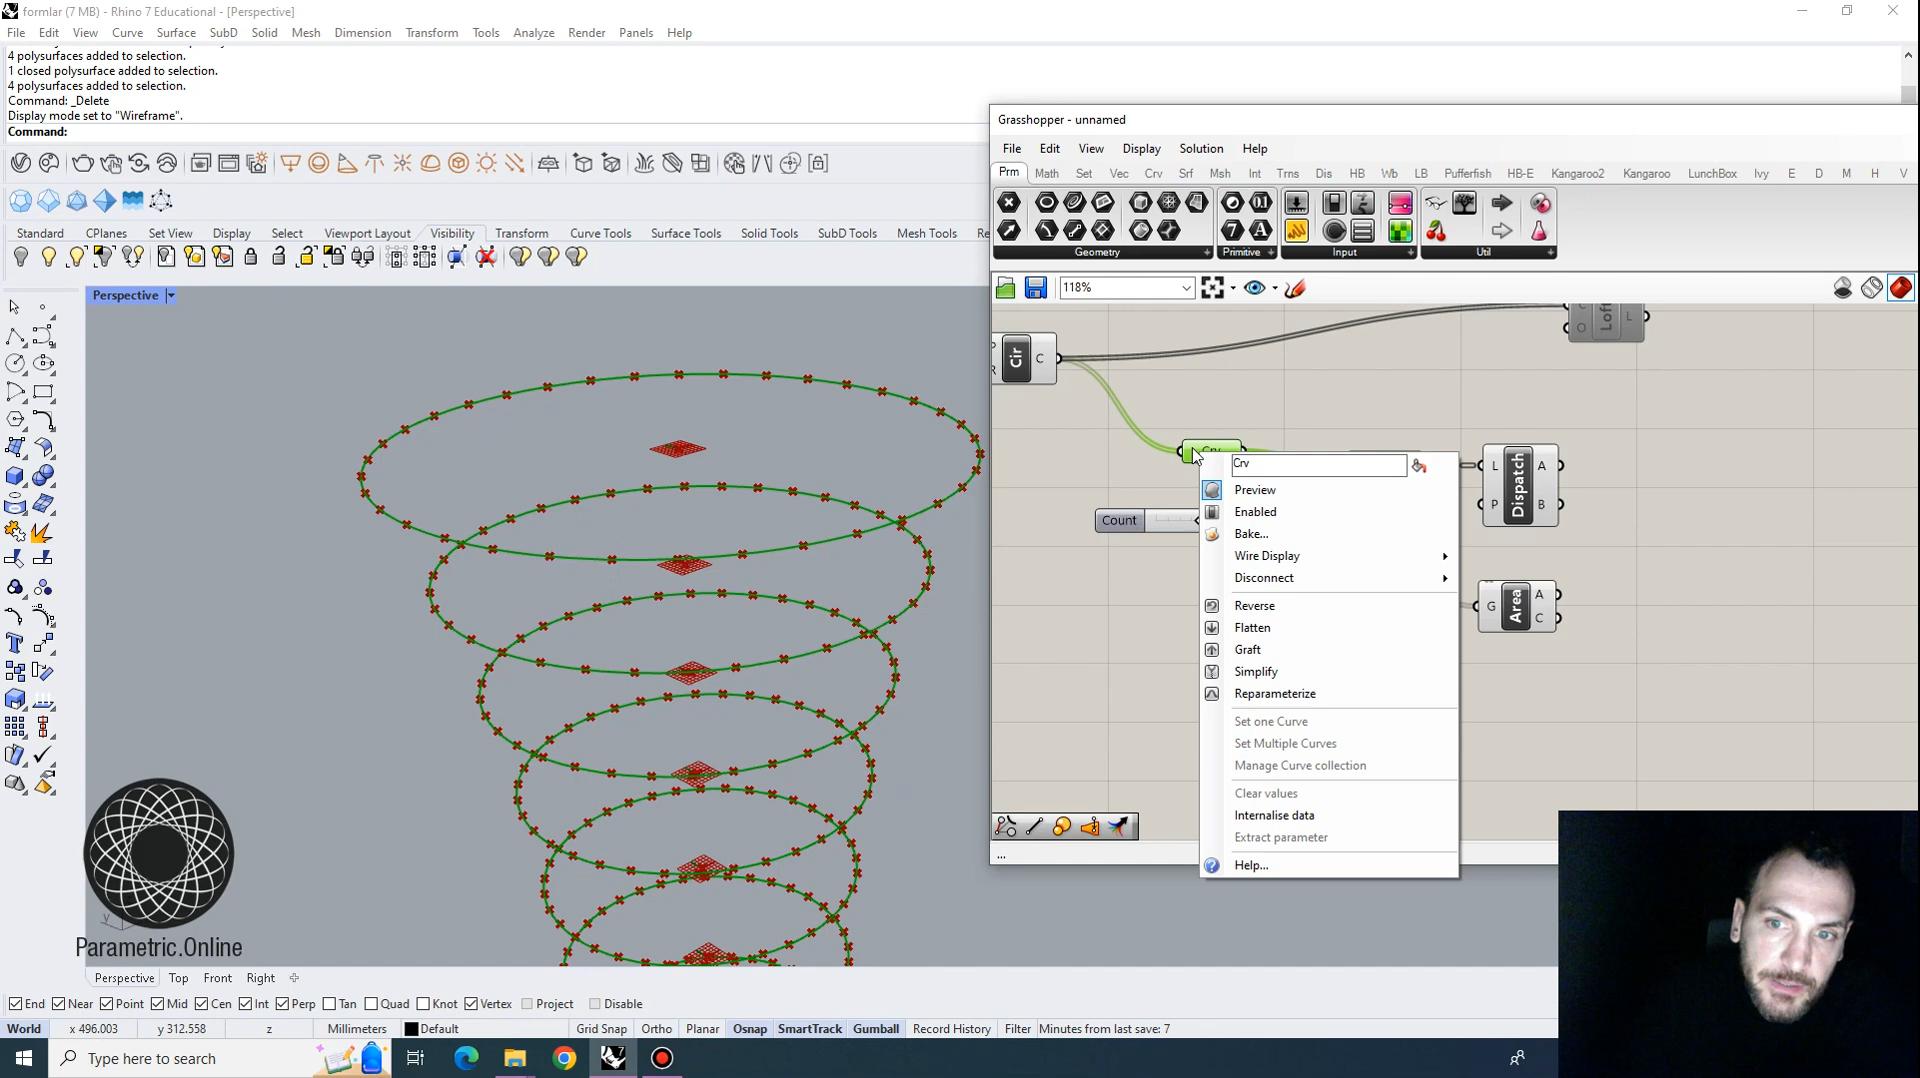 formlar (7 MB) - Rhino 7 Educational - [Perspective]
File Edit View Curve Surface SubD Solid Mesh Dimension Transform Tools Analyze Render Panels Help
4 polysurfaces added to selection.
1 closed polysurface added to selection.
4 polysurfaces added to selection.
Command: _Delete
Display mode set to "Wireframe".
Command:
Standard CPlanes Set View Display Select Viewport Layout Visibility Transform Curve Tools Surface Tools Solid Tools SubD Tools Mesh Tools Re
Perspective
Grasshopper - unnamed
File Edit View Display Solution Help
Prm Math Set Vec Crv Srf Msh Int Trns Dis HB Wb LB Pufferfish HB-E Kangaroo2 Kangaroo LunchBox Ivy E D M H V
Geometry Primitive Input Util
118%
Cir C
R
O Loft L
Crv
Count
L Dispatch A
P B
G Area A
C
Crv
Preview
Enabled
Bake...
Wire Display
Disconnect
Reverse
Flatten
Graft
Simplify
Reparameterize
Set one Curve
Set Multiple Curves
Manage Curve collection
Clear values
Internalise data
Extract parameter
Help...
...
y
Parametric.Online
Perspective Top Front Right
End Near Point Mid Cen Int Perp Tan Quad Knot Vertex Project Disable
World x 496.003 y 312.558 z Millimeters Default Grid Snap Ortho Planar Osnap SmartTrack Gumball Record History Filter Minutes from last save: 7
Type here to search